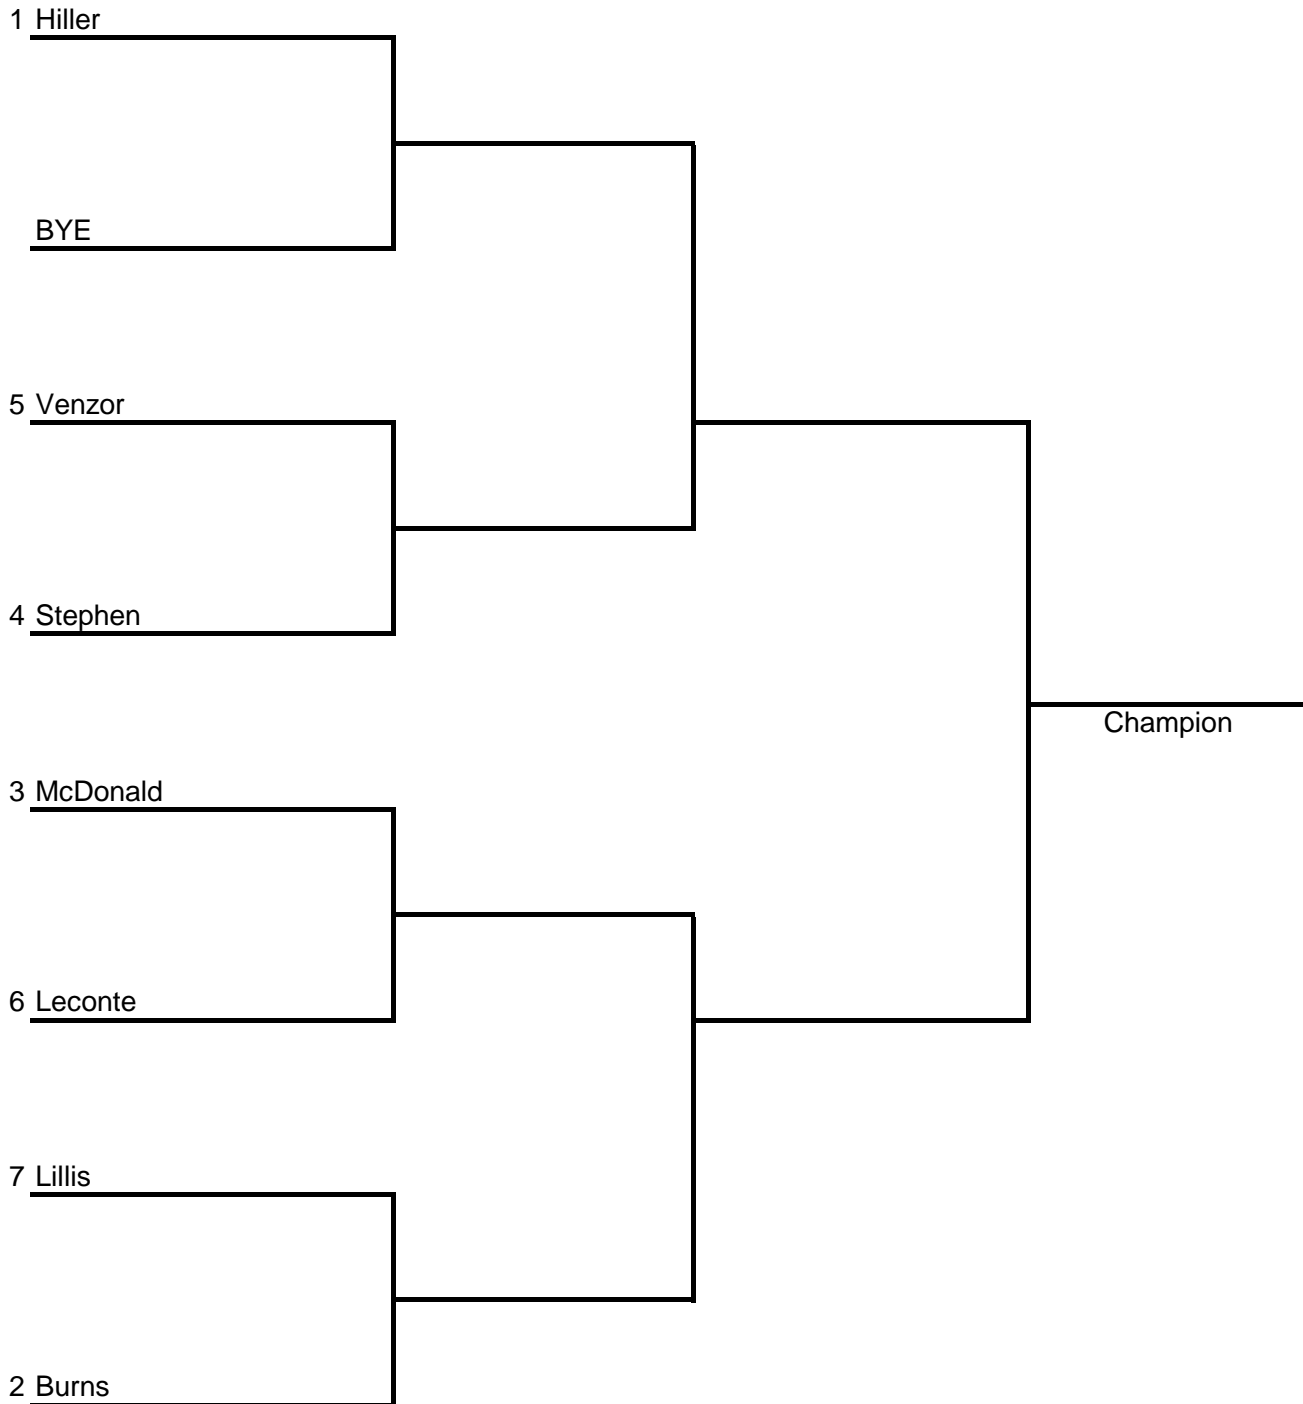 1 Hiller
BYE
5 Venzor
4 Stephen
Champion
3 McDonald
6 Leconte
7 Lillis
2 Burns